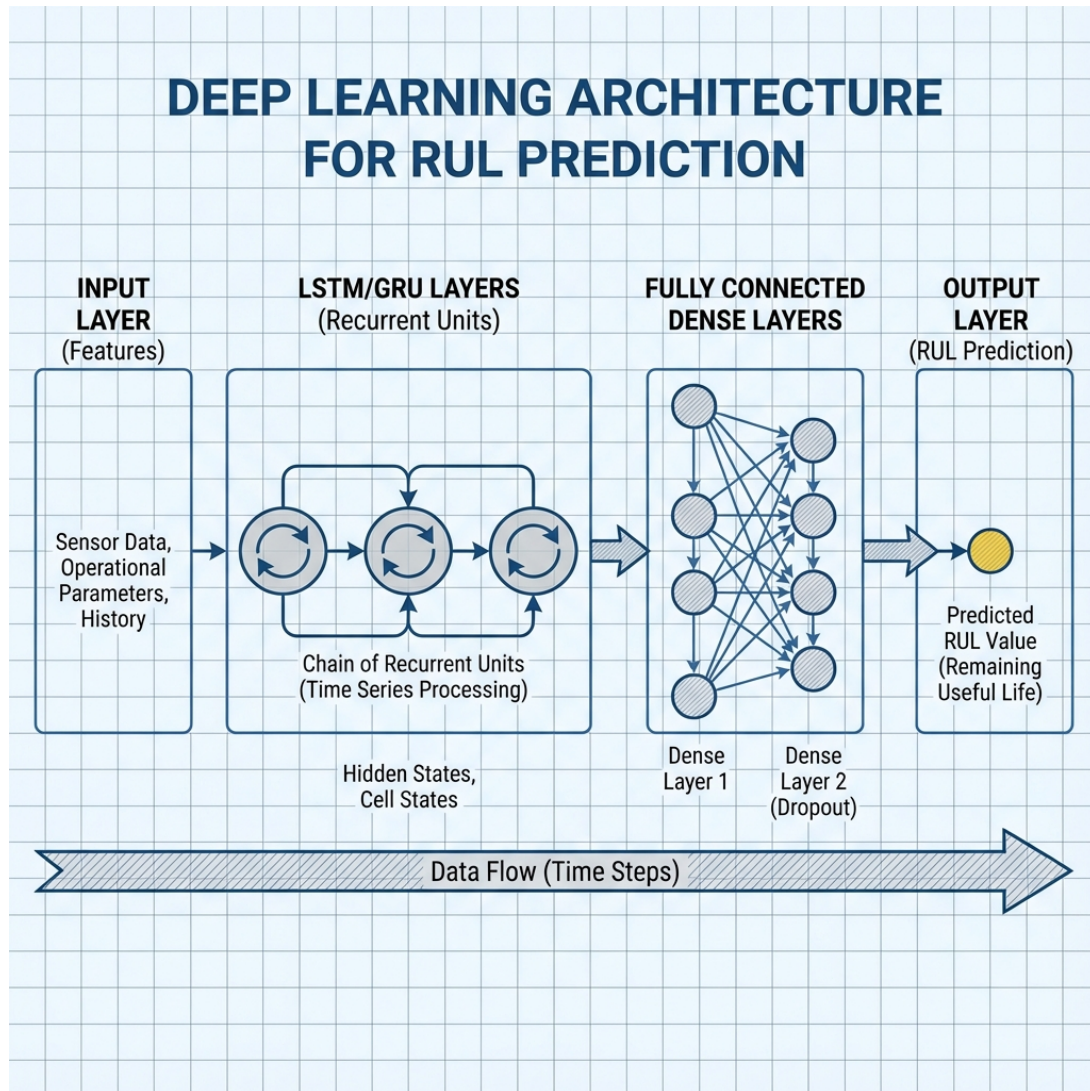 DEEP LEARNING ARCHITECTURE
FOR RUL PREDICTION
INPUT
LAYER
(Features)
Sensor Data,
Operational
Parameters,
History
LSTM/GRU LAYERS
(Recurrent Units)
Chain of Recurrent Units
(Time Series Processing)
Hidden States,
Cell States
FULLY CONNECTED
DENSE LAYERS
Dense
Layer 1
Dense
Layer 2
(Dropout)
OUTPUT
LAYER
(RUL Prediction)
Predicted
RUL Value
(Remaining
Useful Life)
Data Flow (Time Steps)